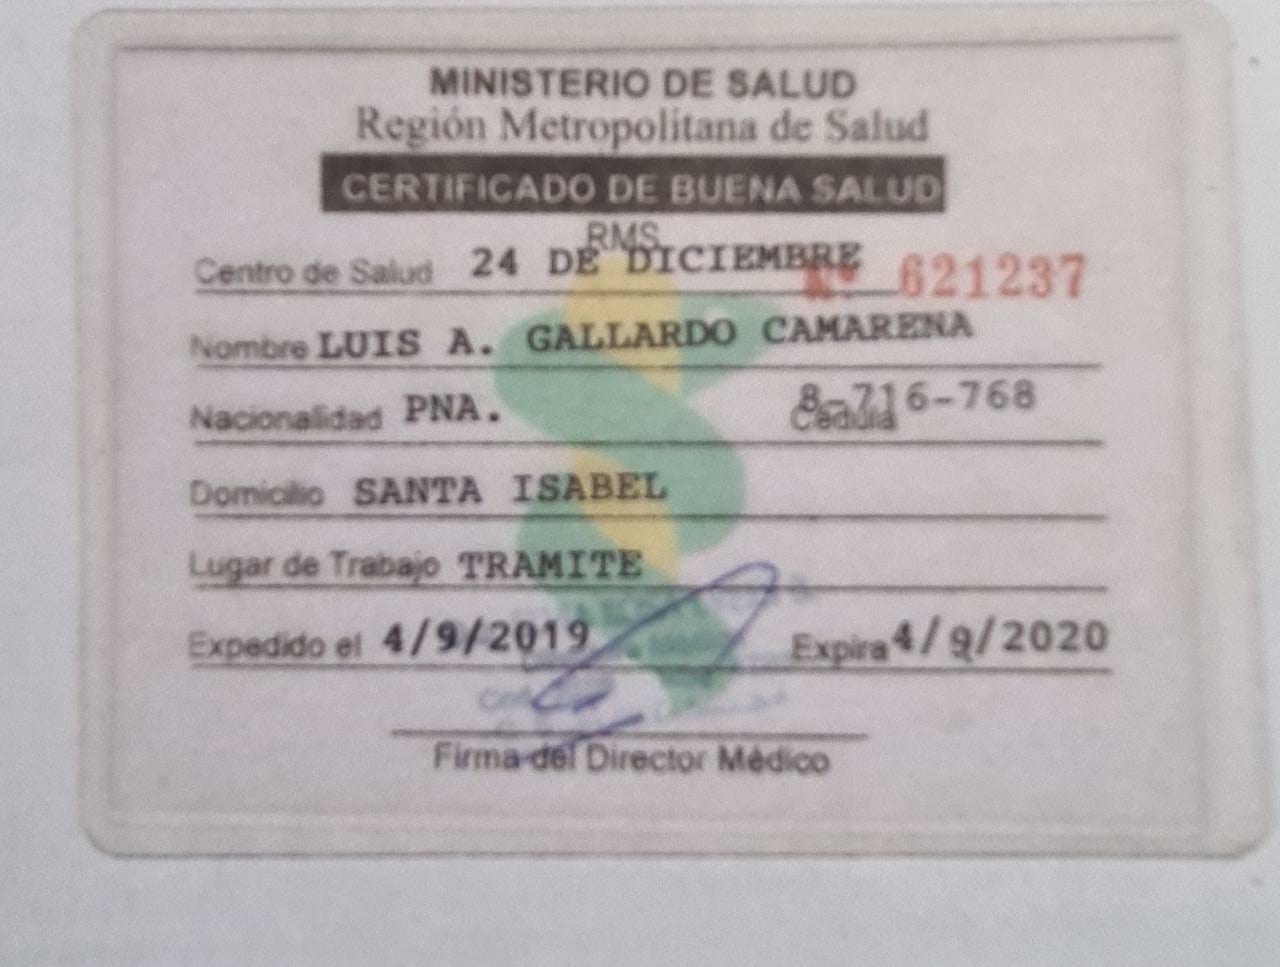 MINISTERIO DE SALUD
Región Metropolitana de Salud
CERTIFICADO DE BUENA SALUD
RMS
Centro de Salud 24 DE DICIEMBRE Nº 621237
Nombre LUIS A. GALLARDO CAMARENA
Nacionalidad PNA. Cedula 8-716-768
Domicilio SANTA ISABEL
Lugar de Trabajo TRAMITE
Expedido el 4/9/2019 Expira 4/9/2020
Firma del Director Médico